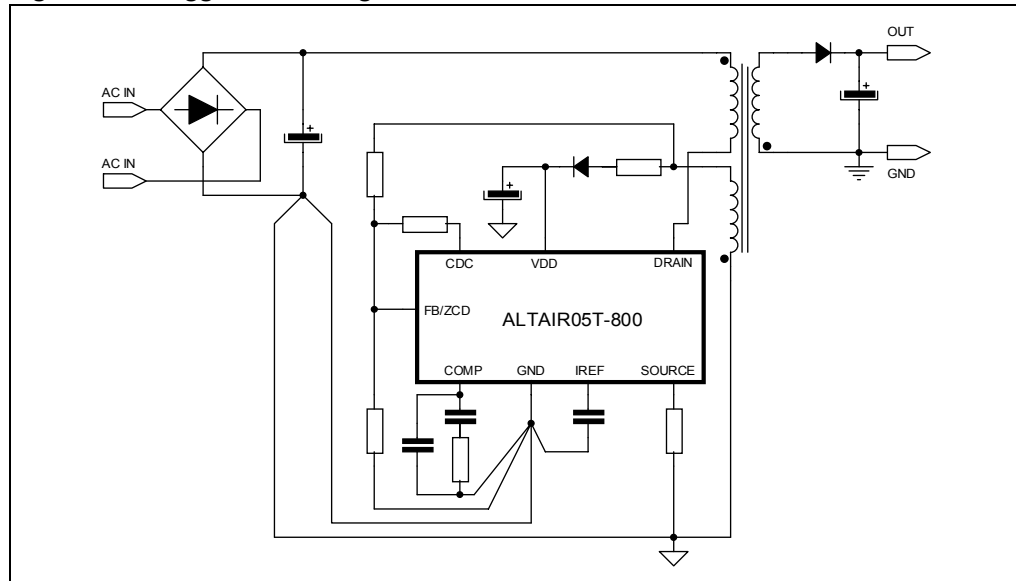 OUT
AC IN
AC IN
GND
CDC
VDD
DRAIN
FB/ZCD
ALTAIR05T-800
COMP
GND
IREF
SOURCE